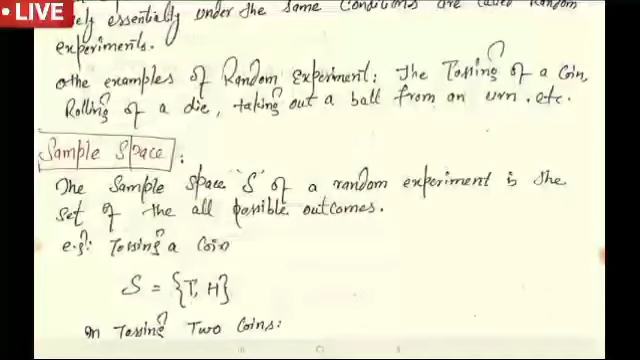 LIVE
essentially under the same Conditions are called Random
experiments.
Othe examples of Random Experiment: The Tossing of a Coin,
Rolling of a die, taking out a ball from an urn. etc.
Sample Space :
The Sample Space 'S' of a random experiment is the
set of the all possible outcomes.
e.g: Tossing a Coin
S = {T, H}
In Tossing Two Coins: